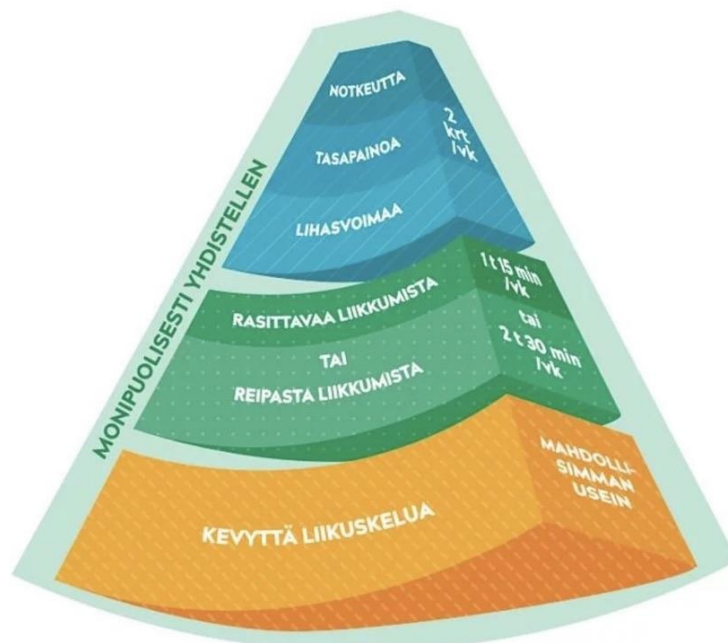 MONIPUOLISESTI YHDISTELLEN
NOTKEUTTA
TASAPAINOA
LIHASVOIMAA
2
krt
/vk
RASITTAVAA LIIKKUMISTA
1 t 15 min
/vk
TAI
REIPASTA LIIKKUMISTA
tai
2 t 30 min
/vk
KEVYTTÄ LIIKUSKELUA
MAHDOLLI-
SIMMAN
USEIN